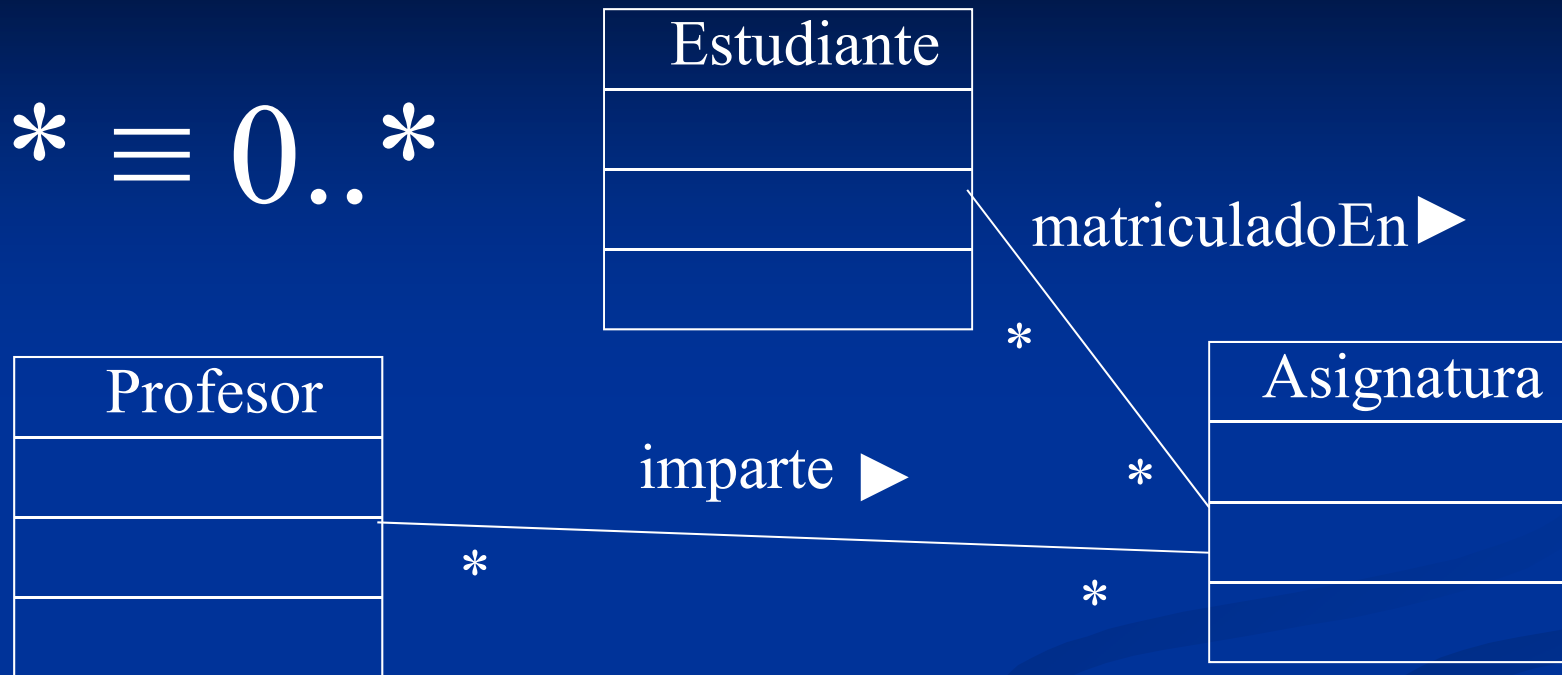 Estudiante
* ≡ 0..*
matriculadoEn ▶
*
Asignatura
Profesor
imparte ▶
*
*
*